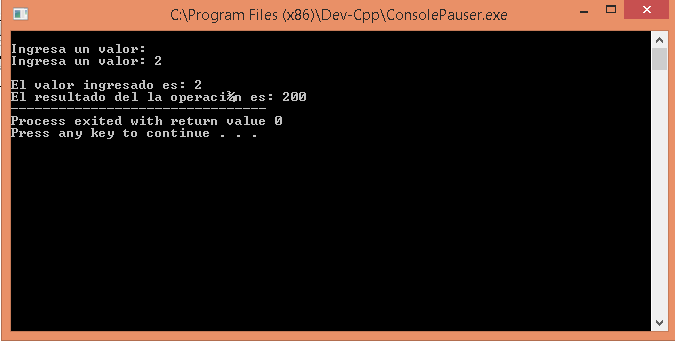 C:\Program Files (x86)\Dev-Cpp\ConsolePauser.exe
Ingresa un valor:
Ingresa un valor: 2
El valor ingresado es: 2
El resultado del la operaci¾n es: 200
--------------------------------
Process exited with return value 0
Press any key to continue . . .